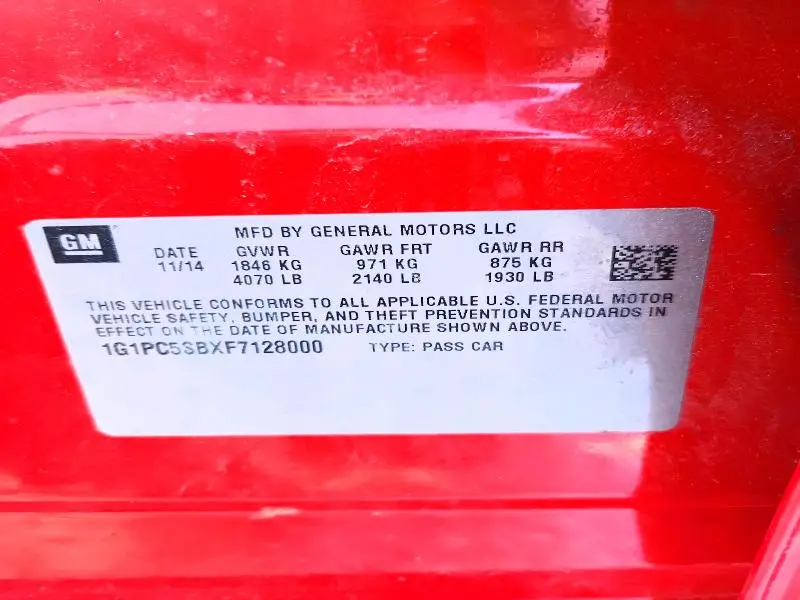 GM
MFD BY GENERAL MOTORS LLC
DATE GVWR GAWR FRT GAWR RR
11/14 1846 KG 971 KG 875 KG
4070 LB 2140 LB 1930 LB
THIS VEHICLE CONFORMS TO ALL APPLICABLE U.S. FEDERAL MOTOR
VEHICLE SAFETY, BUMPER, AND THEFT PREVENTION STANDARDS IN
EFFECT ON THE DATE OF MANUFACTURE SHOWN ABOVE.
1G1PC5SBXF7128000 TYPE: PASS CAR